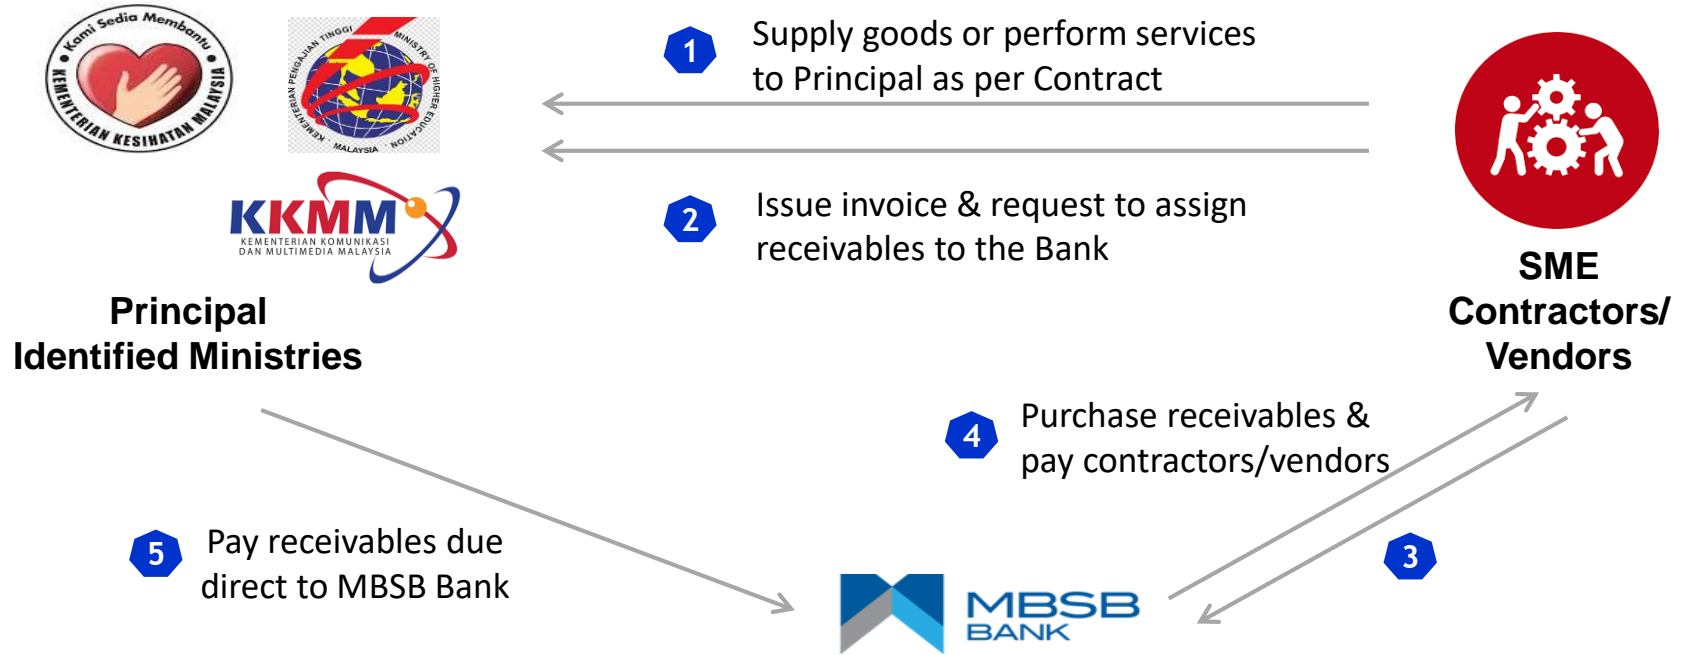 Kami Sedia Membantu
KEMENTERIAN KESIHATAN MALAYSIA
KEMENTERIAN PENGAJIAN TINGGI
MINISTRY OF HIGHER EDUCATION
MALAYSIA
KKMM
KEMENTERIAN KOMUNIKASI
DAN MULTIMEDIA MALAYSIA
Principal
Identified Ministries
1
Supply goods or perform services
to Principal as per Contract
2
Issue invoice & request to assign
receivables to the Bank
SME
Contractors/
Vendors
4
Purchase receivables &
pay contractors/vendors
3
5
Pay receivables due
direct to MBSB Bank
MBSB
BANK